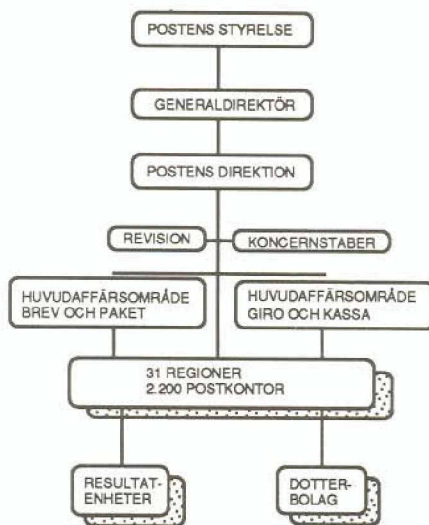 POSTENS STYRELSE
GENERALDIREKTÖR
POSTENS DIREKTION
REVISION
KONCERNSTABER
HUVUDAFFÄRSOMRÅDE
BREV OCH PAKET
HUVUDAFFÄRSOMRÅDE
GIRO OCH KASSA
31 REGIONER
2.200 POSTKONTOR
RESULTAT-
ENHETER
DOTTER-
BOLAG